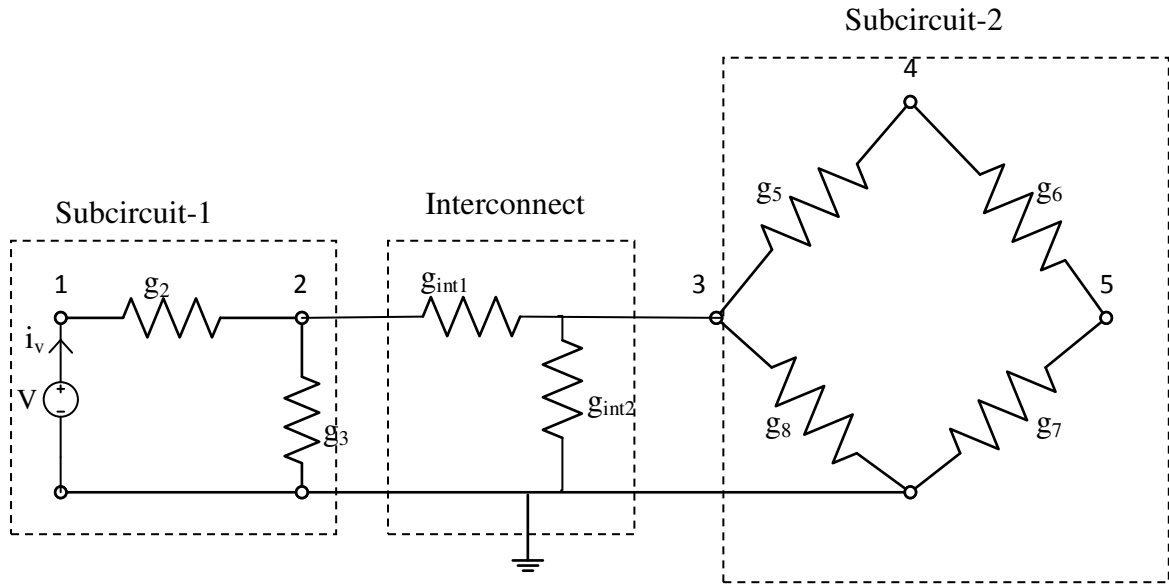 Subcircuit-2
4
g5
g6
Subcircuit-1
Interconnect
1
g2
2
gint1
3
5
iv
V
+
−
g3
gint2
g8
g7